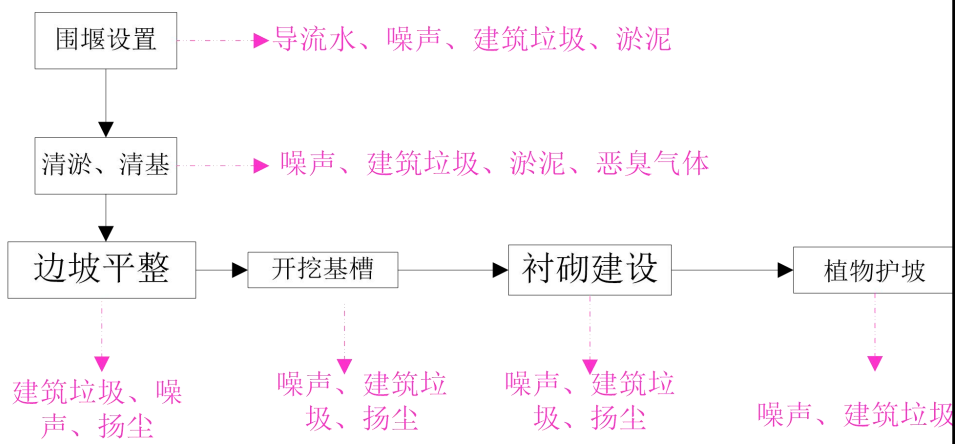 围堰设置
导流水、噪声、建筑垃圾、淤泥
清淤、清基
噪声、建筑垃圾、淤泥、恶臭气体
边坡平整
开挖基槽
衬砌建设
植物护坡
建筑垃圾、噪
声、扬尘
噪声、建筑垃
圾、扬尘
噪声、建筑垃
圾、扬尘
噪声、建筑垃圾